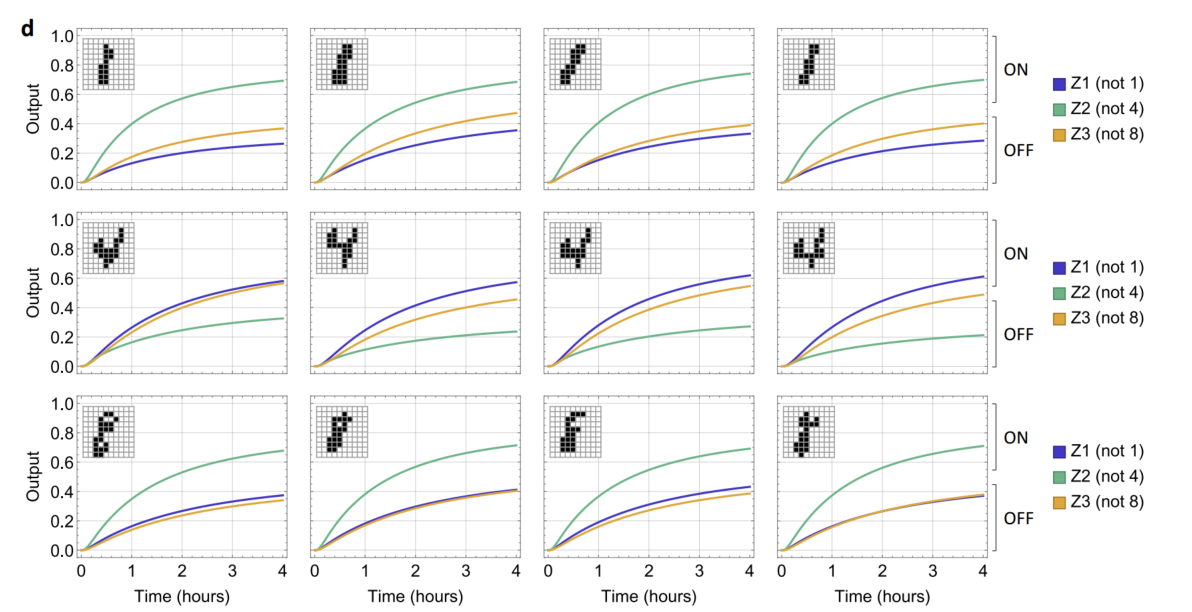 d
1.0
0.8
0.6
0.4
0.2
0.0
Output
ON
OFF
Z1 (not 1)
Z2 (not 4)
Z3 (not 8)
1.0
0.8
0.6
0.4
0.2
0.0
Output
ON
OFF
Z1 (not 1)
Z2 (not 4)
Z3 (not 8)
1.0
0.8
0.6
0.4
0.2
0.0
Output
ON
OFF
Z1 (not 1)
Z2 (not 4)
Z3 (not 8)
0 1 2 3 4 0 1 2 3 4 0 1 2 3 4 0 1 2 3 4
Time (hours) Time (hours) Time (hours) Time (hours)